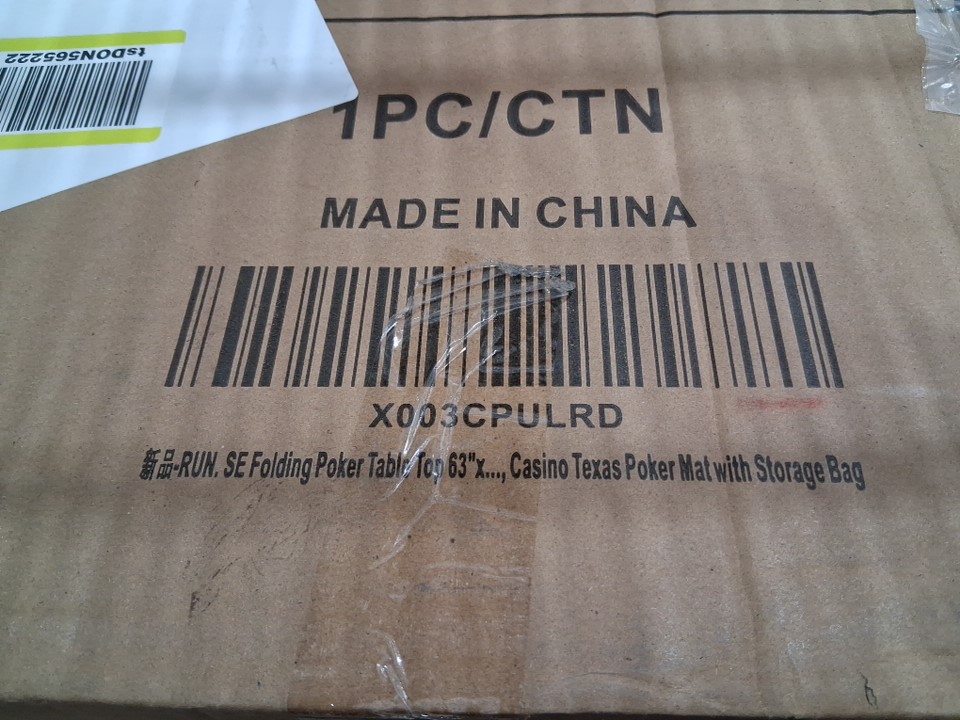 tsDON565222
1PC/CTN
MADE IN CHINA
X003CPULRD
新品-RUN. SE Folding Poker Table Top 63"x..., Casino Texas Poker Mat with Storage Bag